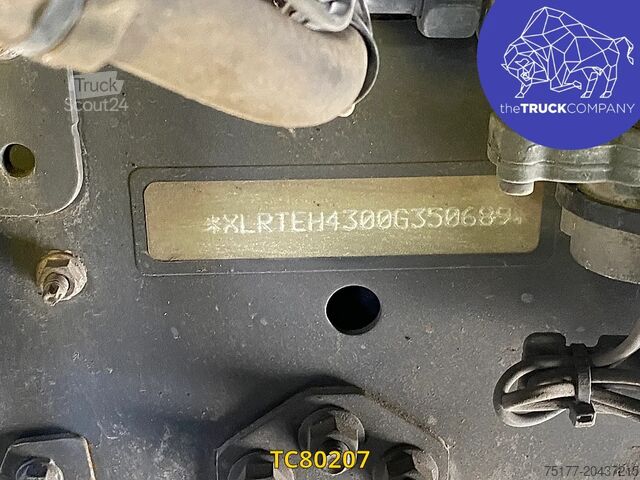 theTRUCKCOMPANY
Truck
Scout24
*XLRTEH4300G350689*
TC80207
75177-20437215